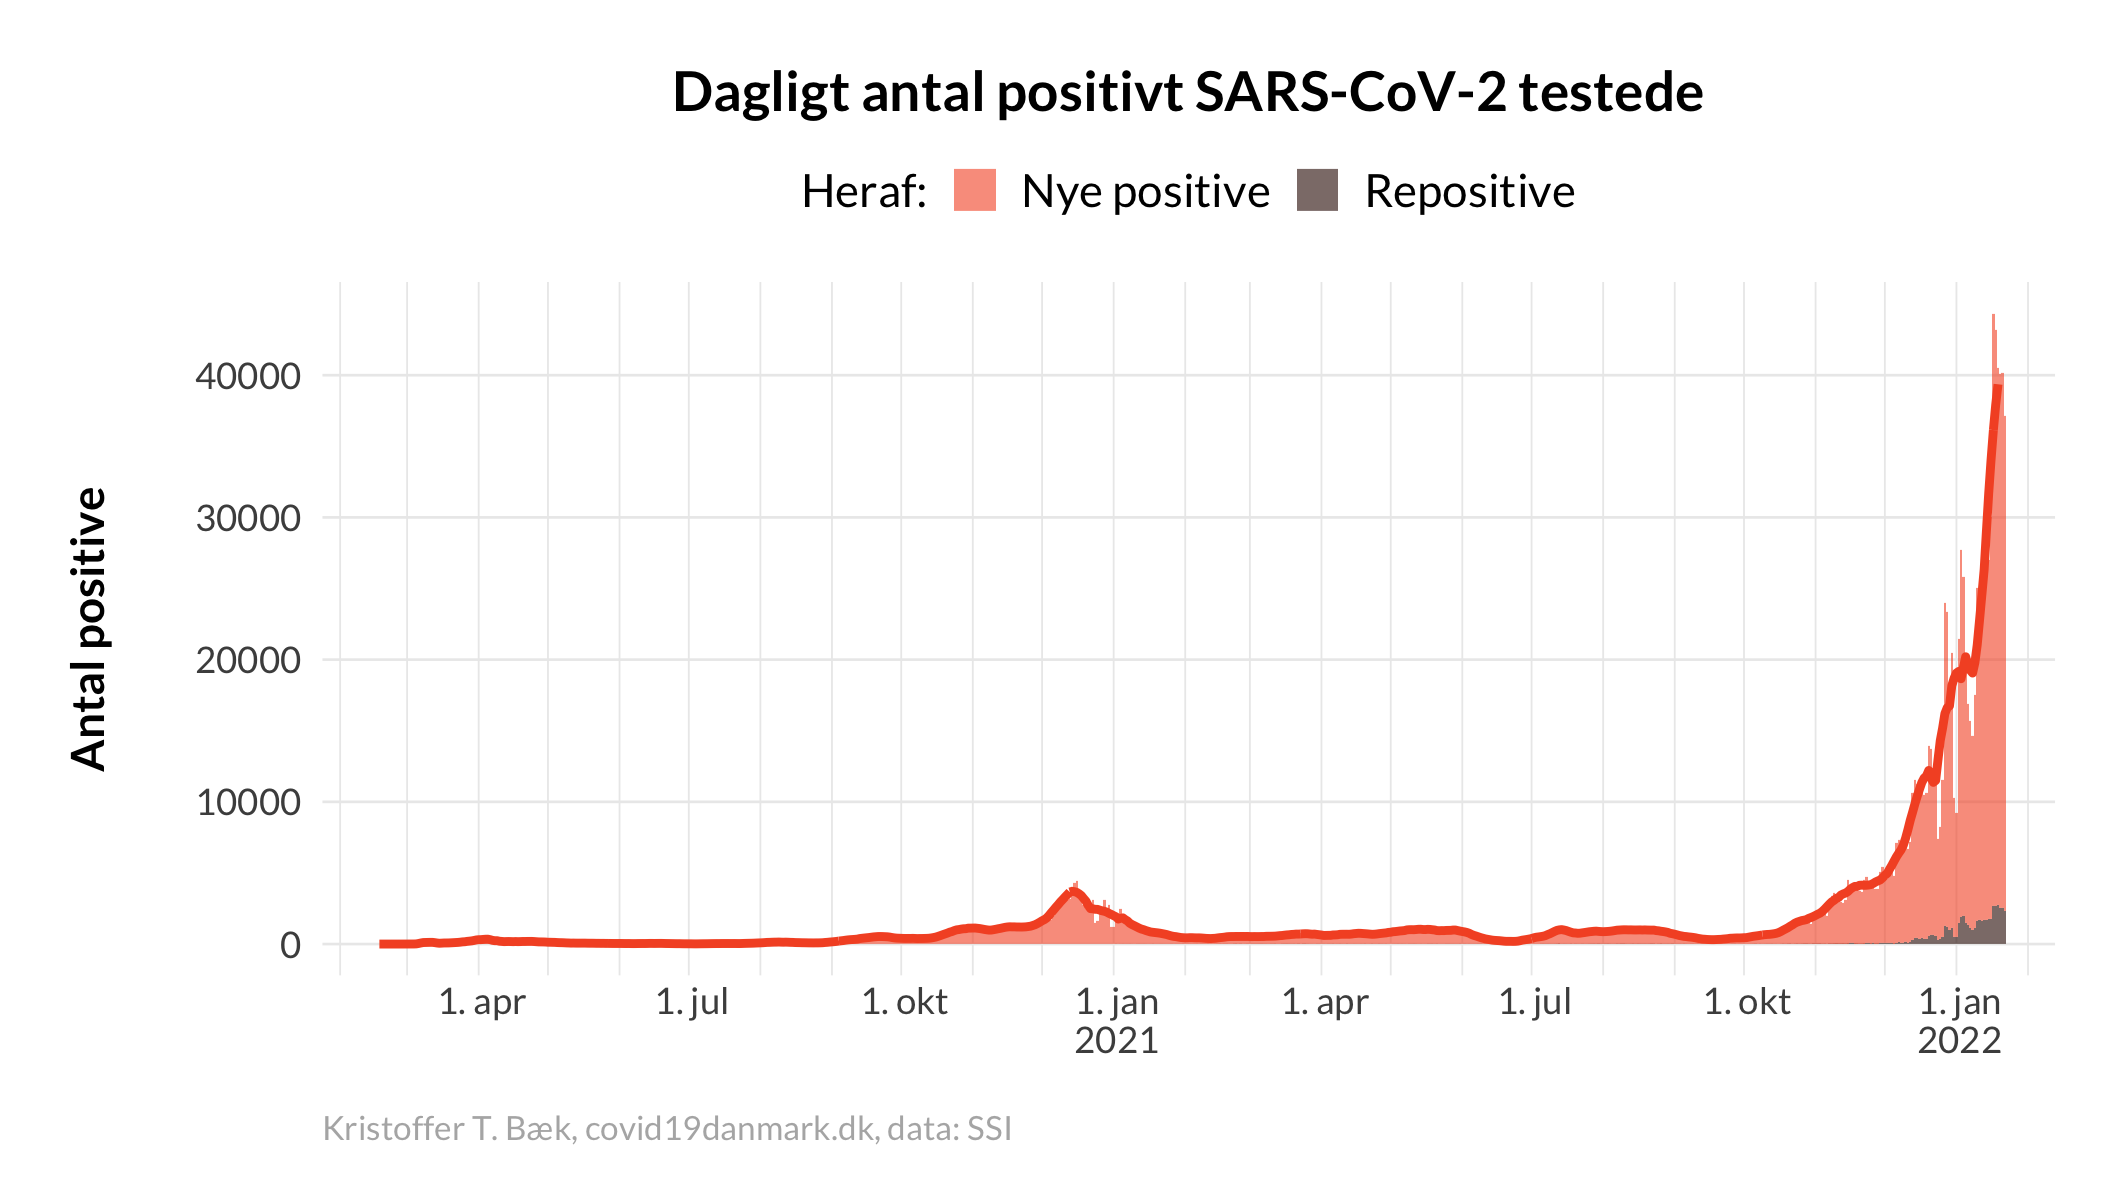 Dagligt antal positivt SARS-CoV-2 testede
Heraf: Nye positive Repositive
Antal positive
40000
30000
20000
10000
0
1. apr 1. jul 1. okt 1. jan 1. apr 1. jul 1. okt 1. jan
2021 2022
Kristoffer T. Bæk, covid19danmark.dk, data: SSI